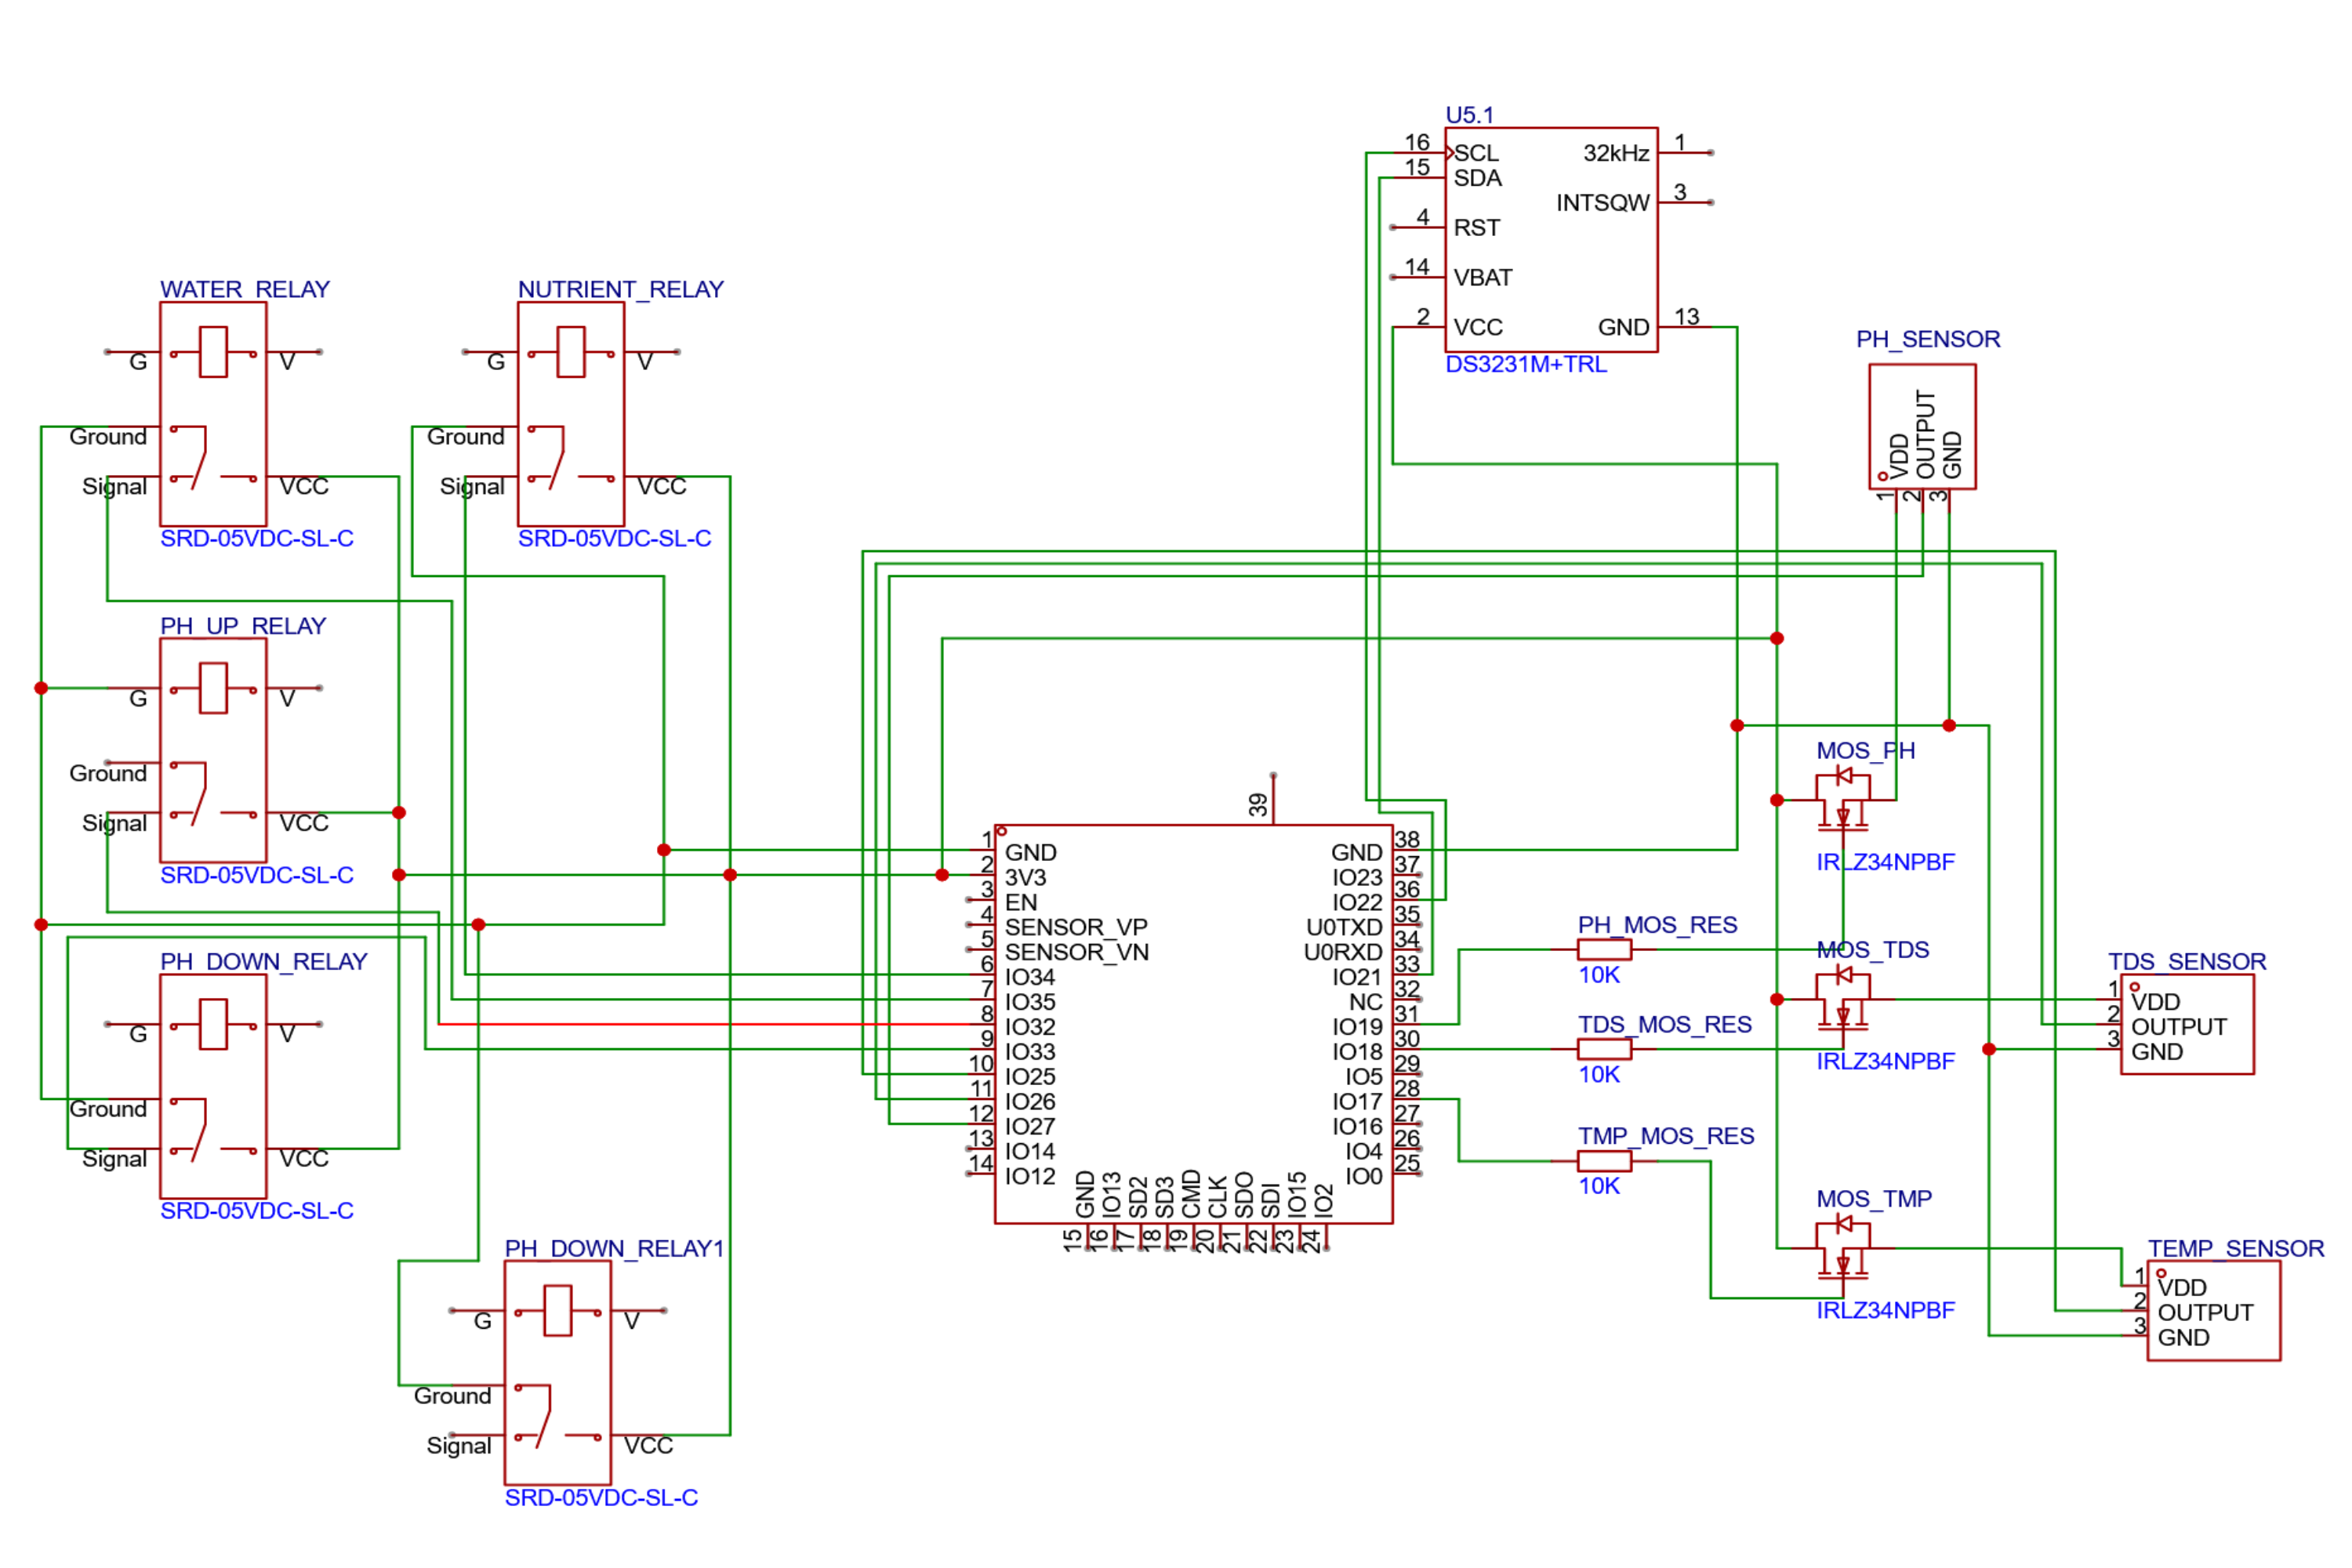 U5.1
16
SCL
15
SDA
4
RST
14
VBAT
2
VCC
32kHz
1
INTSQW
3
GND
13
DS3231M+TRL
WATER_RELAY
G
V
Ground
Signal
VCC
SRD-05VDC-SL-C
NUTRIENT_RELAY
G
V
Ground
Signal
VCC
SRD-05VDC-SL-C
PH_SENSOR
VDD
OUTPUT
GND
1
2
3
PH_UP_RELAY
G
V
Ground
Signal
VCC
SRD-05VDC-SL-C
PH_DOWN_RELAY
G
V
Ground
Signal
VCC
SRD-05VDC-SL-C
PH_DOWN_RELAY1
G
V
Ground
Signal
VCC
SRD-05VDC-SL-C
39
1
GND
2
3V3
3
EN
4
SENSOR_VP
5
SENSOR_VN
6
IO34
7
IO35
8
IO32
9
IO33
10
IO25
11
IO26
12
IO27
13
IO14
14
IO12
GND
IO13
SD2
SD3
CMD
CLK
SDO
SDI
IO15
IO2
15
16
17
18
19
20
21
22
23
24
GND
38
IO23
37
IO22
36
U0TXD
35
U0RXD
34
IO21
33
NC
32
IO19
31
IO18
30
IO5
29
IO17
28
IO16
27
IO4
26
IO0
25
PH_MOS_RES
10K
TDS_MOS_RES
10K
TMP_MOS_RES
10K
MOS_PH
IRLZ34NPBF
MOS_TDS
IRLZ34NPBF
MOS_TMP
IRLZ34NPBF
TDS_SENSOR
1
VDD
2
OUTPUT
3
GND
TEMP_SENSOR
1
VDD
2
OUTPUT
3
GND